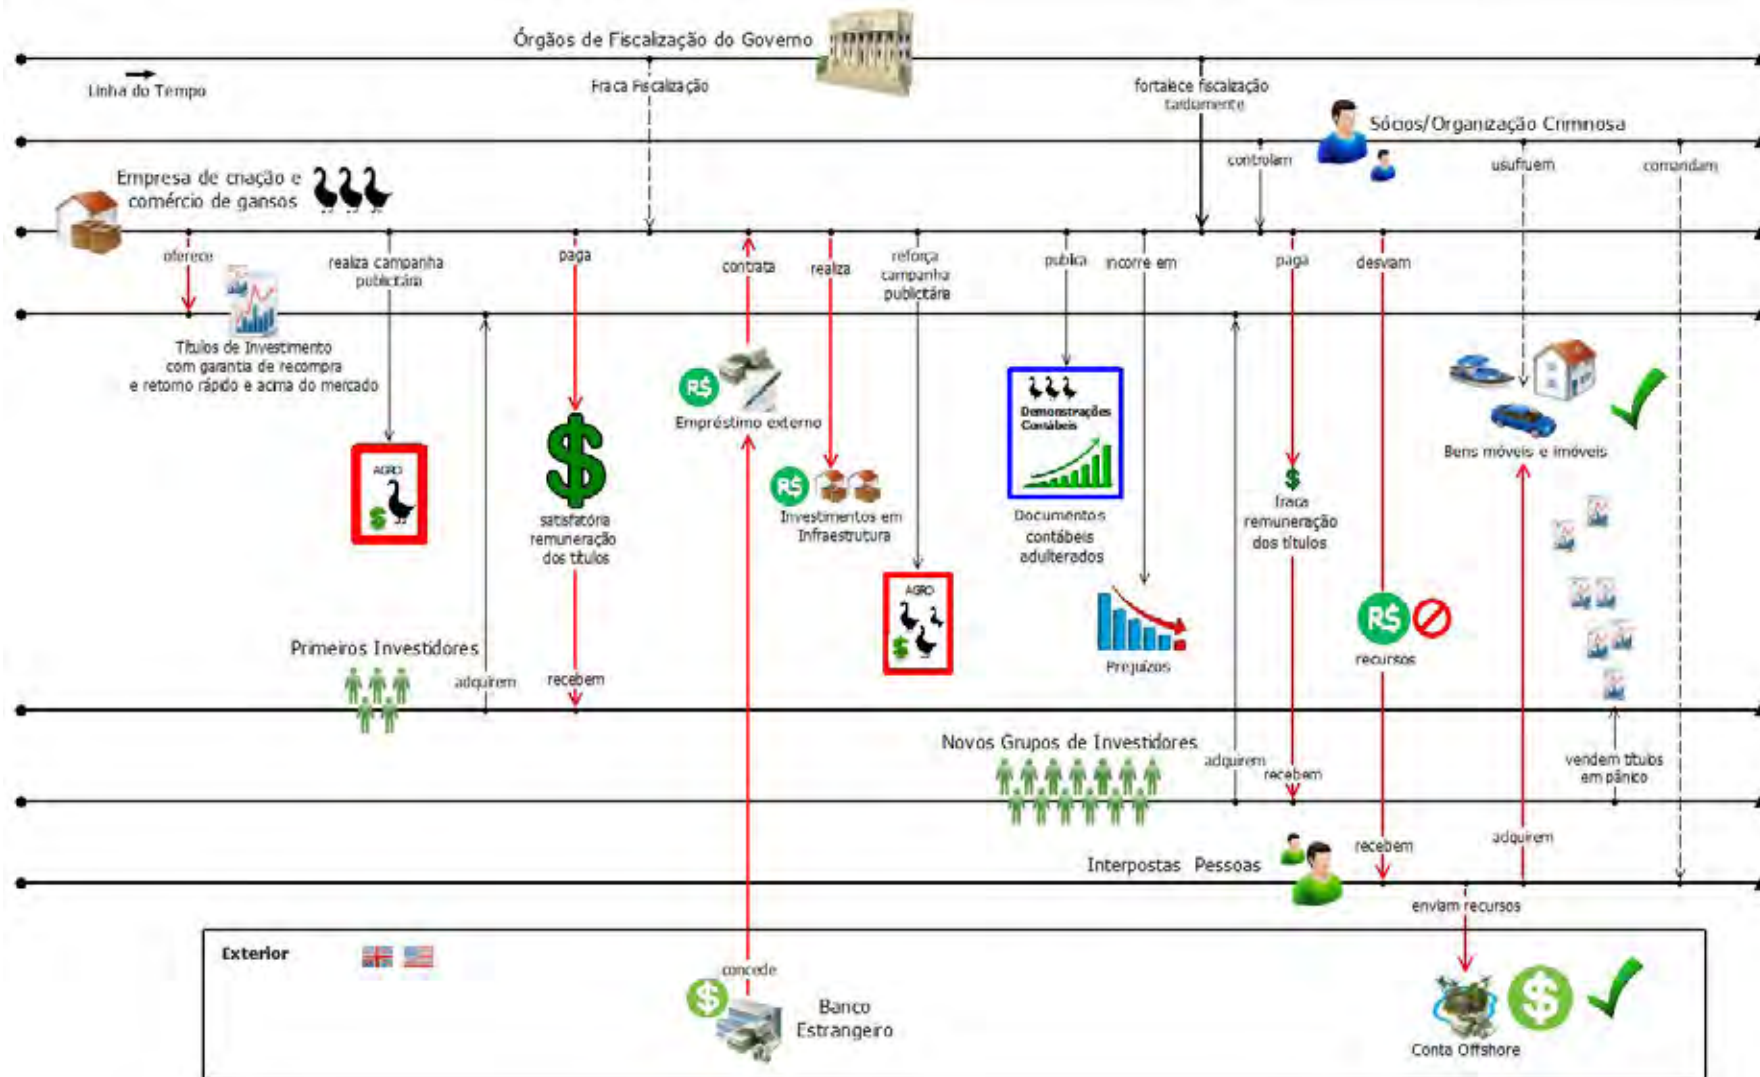 Órgãos de Fiscalização do Governo
Linha do Tempo
Fraca Fiscalização
fortalece fiscalização
tardiamente
Sócios/Organização Criminosa
controlam
usufruem
comandam
Empresa de criação e
comércio de gansos
oferece
realiza campanha
publicitária
paga
contrata
realiza
reforça
campanha
publicitária
publica
incorre em
paga
desviam
Títulos de Investimento
com garantia de recompra
e retorno rápido e acima do mercado
R$
Empréstimo externo
Demonstrações
Contábeis
Bens móveis e imóveis
AGRO
$
$
satisfatória
remuneração
dos títulos
R$
Investimentos em
Infraestrutura
Documentos
contábeis
adulterados
$
fraca
remuneração
dos títulos
AGRO
$
Prejuízos
R$
recursos
Primeiros Investidores
adquirem
recebem
Novos Grupos de Investidores
adquirem
recebem
vendem títulos
em pânico
Interpostas Pessoas
recebem
adquirem
enviam recursos
Exterior
concede
$
Banco
Estrangeiro
$
Conta Offshore